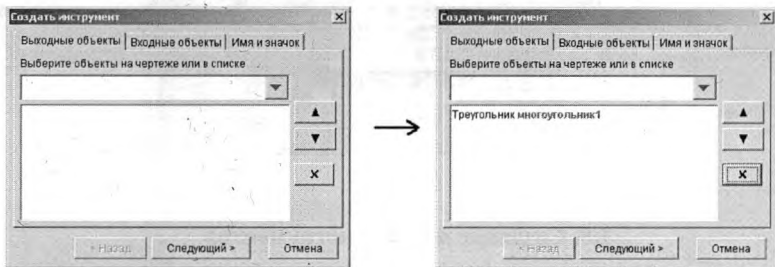 Создать инструмент
Выходные объекты Входные объекты Имя и значок
Выберите объекты на чертеже или в списке
< Назад Следующий > Отмена
Создать инструмент
Выходные объекты Входные объекты Имя и значок
Выберите объекты на чертеже или в списке
Треугольник многоугольник1
< Назад Следующий > Отмена